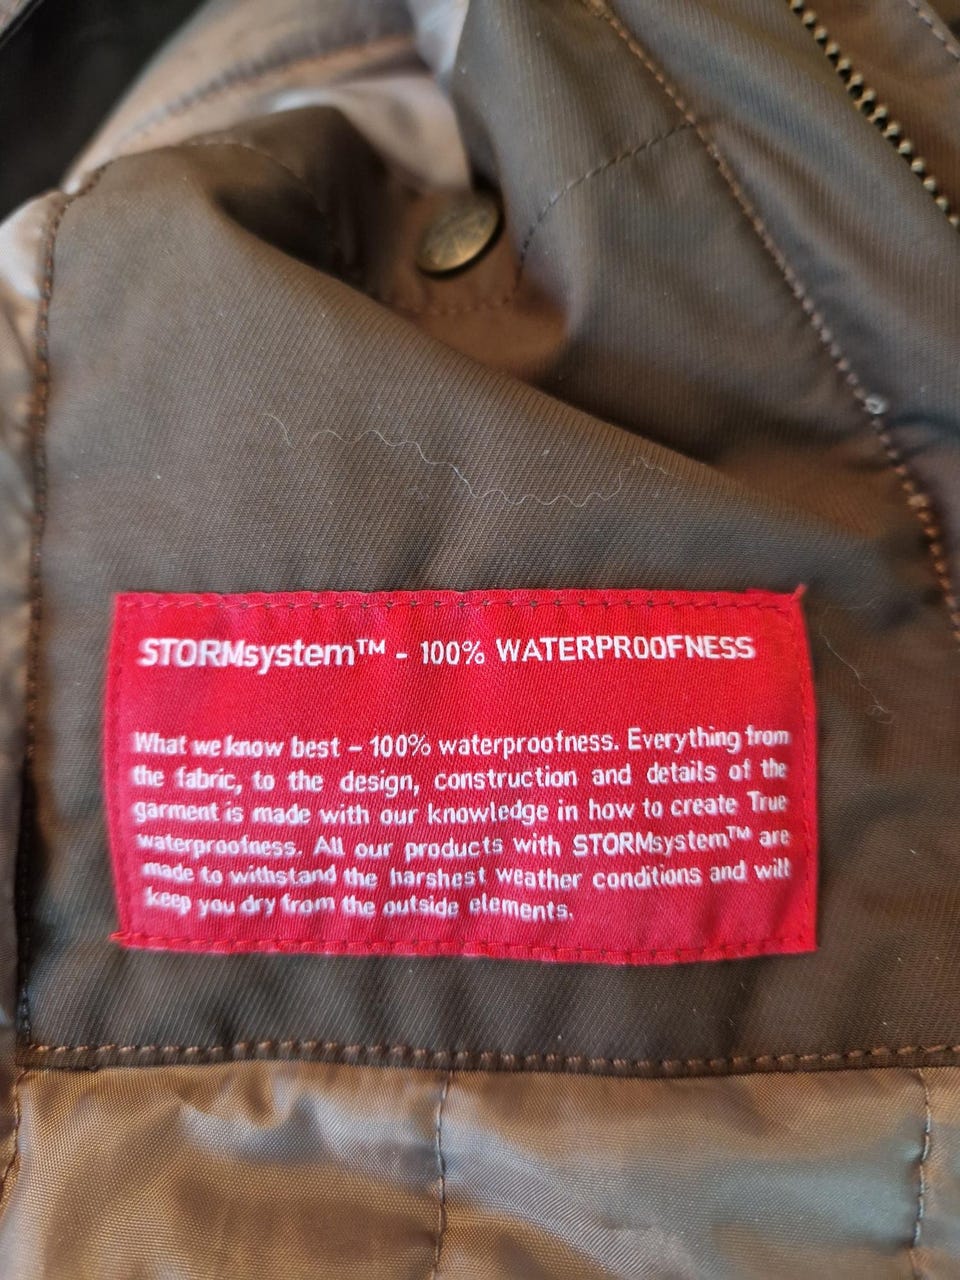 STORMsystem™ - 100% WATERPROOFNESS
What we know best – 100% waterproofness. Everything from
the fabric, to the design, construction and details of the
garment is made with our knowledge in how to create True
waterproofness. All our products with STORMsystem™ are
made to withstand the harshest weather conditions and will
keep you dry from the outside elements.